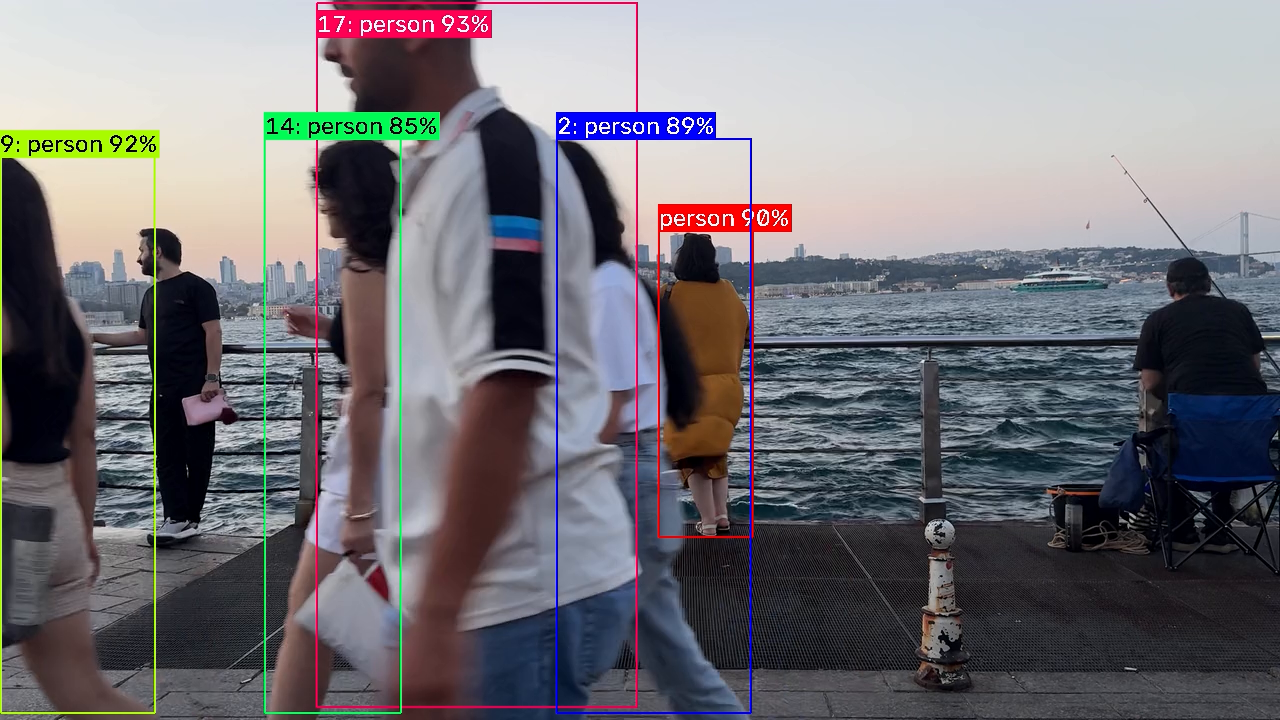 17: person 93%
14: person 85%
2: person 89%
9: person 92%
person 90%